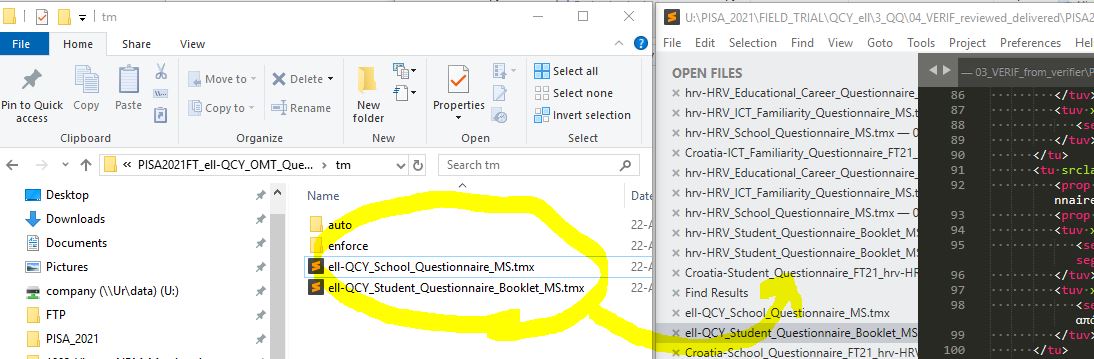 tm
File
Home
Share
View
Pin to Quick
access
Copy
Paste
Clipboard
Move to
Copy to
Delete
Rename
Organize
New
folder
New
Properties
Open
Select all
Select none
Invert selection
Select
« PISA2021FT_ell-QCY_OMT_Que... › tm
Search tm
Desktop
Downloads
Documents
Pictures
company (\\Ur\data) (U:)
FTP
PISA_2021
Name
Da
auto
22-A
enforce
22-A
ell-QCY_School_Questionnaire_MS.tmx
22-A
ell-QCY_Student_Questionnaire_Booklet_MS.tmx
22-A
U:\PISA_2021\FIELD_TRIAL\QCY_ell\3_QQ\04_VERIF_reviewed_delivered\PISA2
File Edit Selection Find View Goto Tools Project Preferences Hel
OPEN FILES
hrv-HRV_Educational_Career_Questionnaire_
hrv-HRV_ICT_Familiarity_Questionnaire_MS.t
hrv-HRV_School_Questionnaire_MS.tmx — 0
Croatia-ICT_Familiarity_Questionnaire_FT21_
hrv-HRV_Educational_Career_Questionnaire_
hrv-HRV_ICT_Familiarity_Questionnaire_MS.t
hrv-HRV_School_Questionnaire_MS.tmx — 0
hrv-HRV_Student_Questionnaire_Booklet_MS
hrv-HRV_Student_Questionnaire_Booklet_MS
Croatia-Student_Questionnaire_FT21_hrv-HR
Find Results
ell-QCY_School_Questionnaire_MS.tmx
ell-QCY_Student_Questionnaire_Booklet_MS
Croatia-School_Questionnaire_FT21_hrv-HRV
— 03_VERIF_from_verifier\P
86 </tuv>
87 <tuv x
88 <se
89 </tuv>
90 </tu>
91 <tu srcla
92 <prop
nnaire
93 <prop
94 <tuv x
95 <se
seg
96 </tuv>
97 <tuv x
98 <se
από
99 </tuv>
100 </tu>